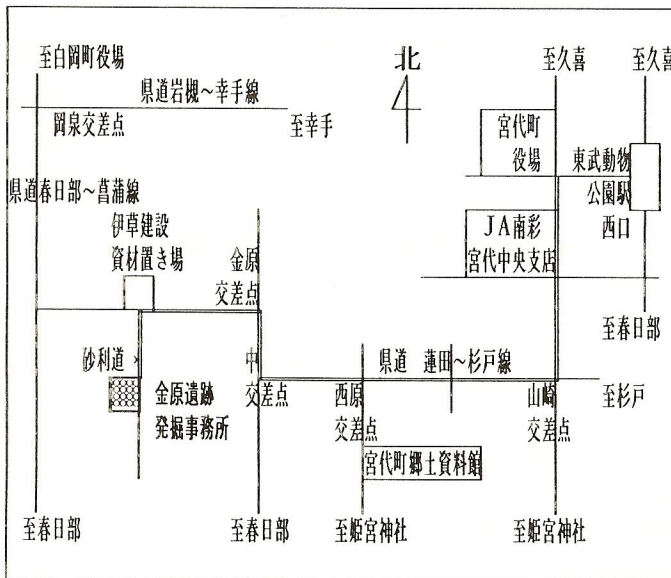 至白岡町役場
北
至久喜
至久喜
県道岩槻～幸手線
岡泉交差点
至幸手
宮代町
役場
東武動物
公園駅
西口
県道春日部～菖蒲線
伊草建設
資材置き場
金原
交差点
JA南彩
宮代中央支店
至春日部
砂利道
中
交差点
県道 蓮田～杉戸線
金原遺跡
発掘事務所
西原
交差点
山崎
交差点
至杉戸
宮代町郷土資料館
至春日部
至春日部
至姫宮神社
至姫宮神社